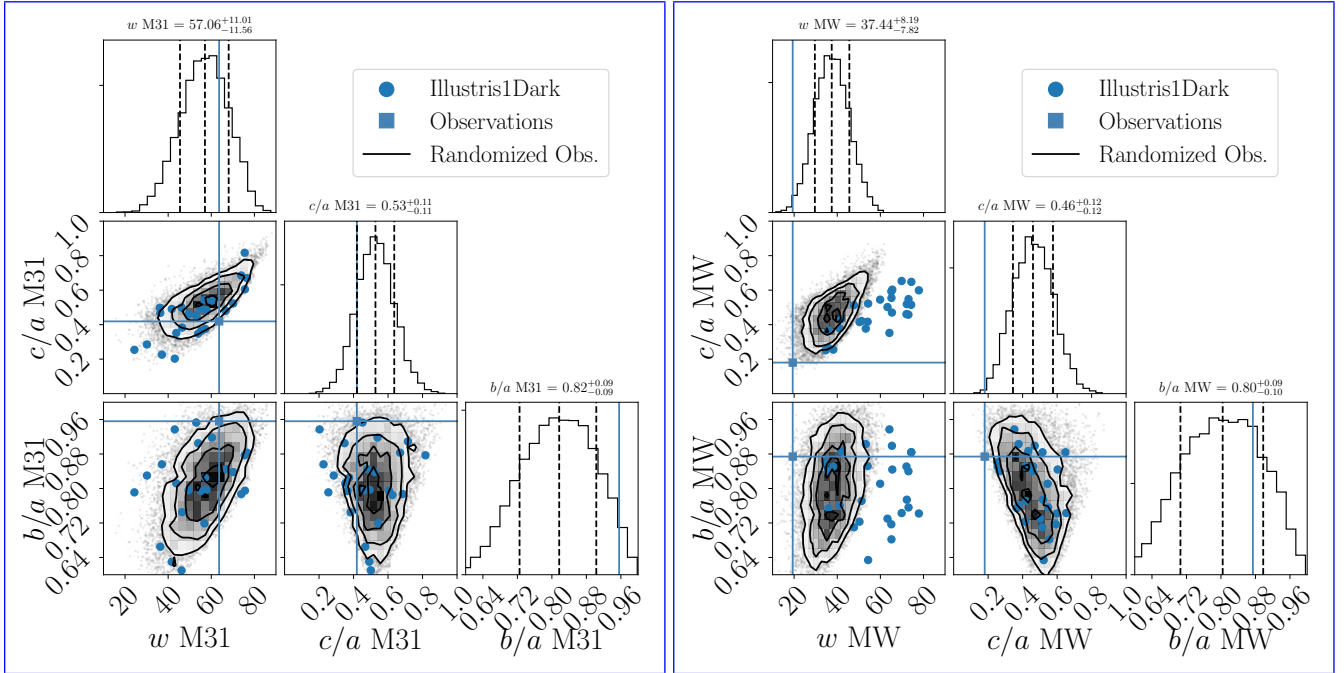 w M31 = 57.06^{+11.01}_{-11.56}
Illustris1Dark
Observations
Randomized Obs.
c/a M31 = 0.53^{+0.11}_{-0.11}
b/a M31 = 0.82^{+0.09}_{-0.09}
1.0
0.8
0.6
0.4
0.2
c/a M31
0.96
0.88
0.80
0.72
0.64
b/a M31
20 40 60 80
0.2 0.4 0.6 0.8 1.0
0.64 0.72 0.80 0.88 0.96
w M31
c/a M31
b/a M31
w MW = 37.44^{+8.19}_{-7.82}
Illustris1Dark
Observations
Randomized Obs.
c/a MW = 0.46^{+0.12}_{-0.12}
b/a MW = 0.80^{+0.09}_{-0.10}
1.0
0.8
0.6
0.4
0.2
c/a MW
0.96
0.88
0.80
0.72
0.64
b/a MW
20 40 60 80
0.2 0.4 0.6 0.8 1.0
0.64 0.72 0.80 0.88 0.96
w MW
c/a MW
b/a MW